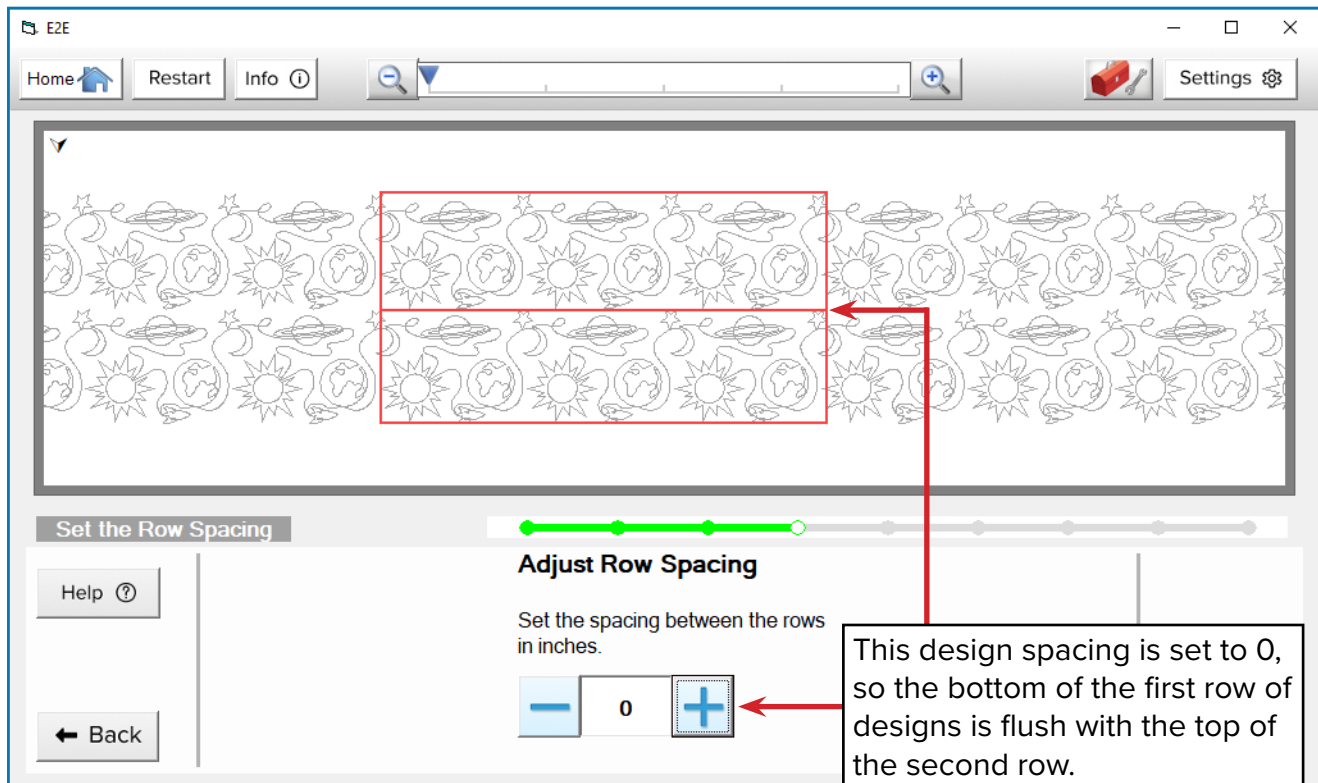 E2E
Home Restart Info Settings
Set the Row Spacing
Adjust Row Spacing
Help
Set the spacing between the rows
in inches.
0
Back
This design spacing is set to 0,
so the bottom of the first row of
designs is flush with the top of
the second row.